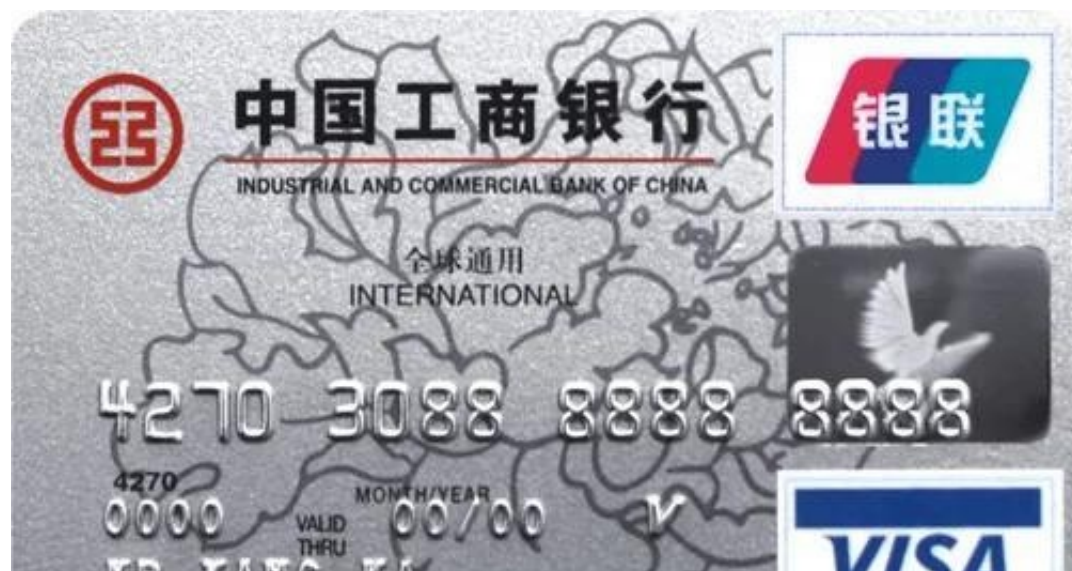 中国工商银行
银联
INDUSTRIAL AND COMMERCIAL BANK OF CHINA
全球通用
INTERNATIONAL
4270 3088 8888 8888
4270
MONTH/YEAR
0000
VALID
THRU
00/00
V
VISA